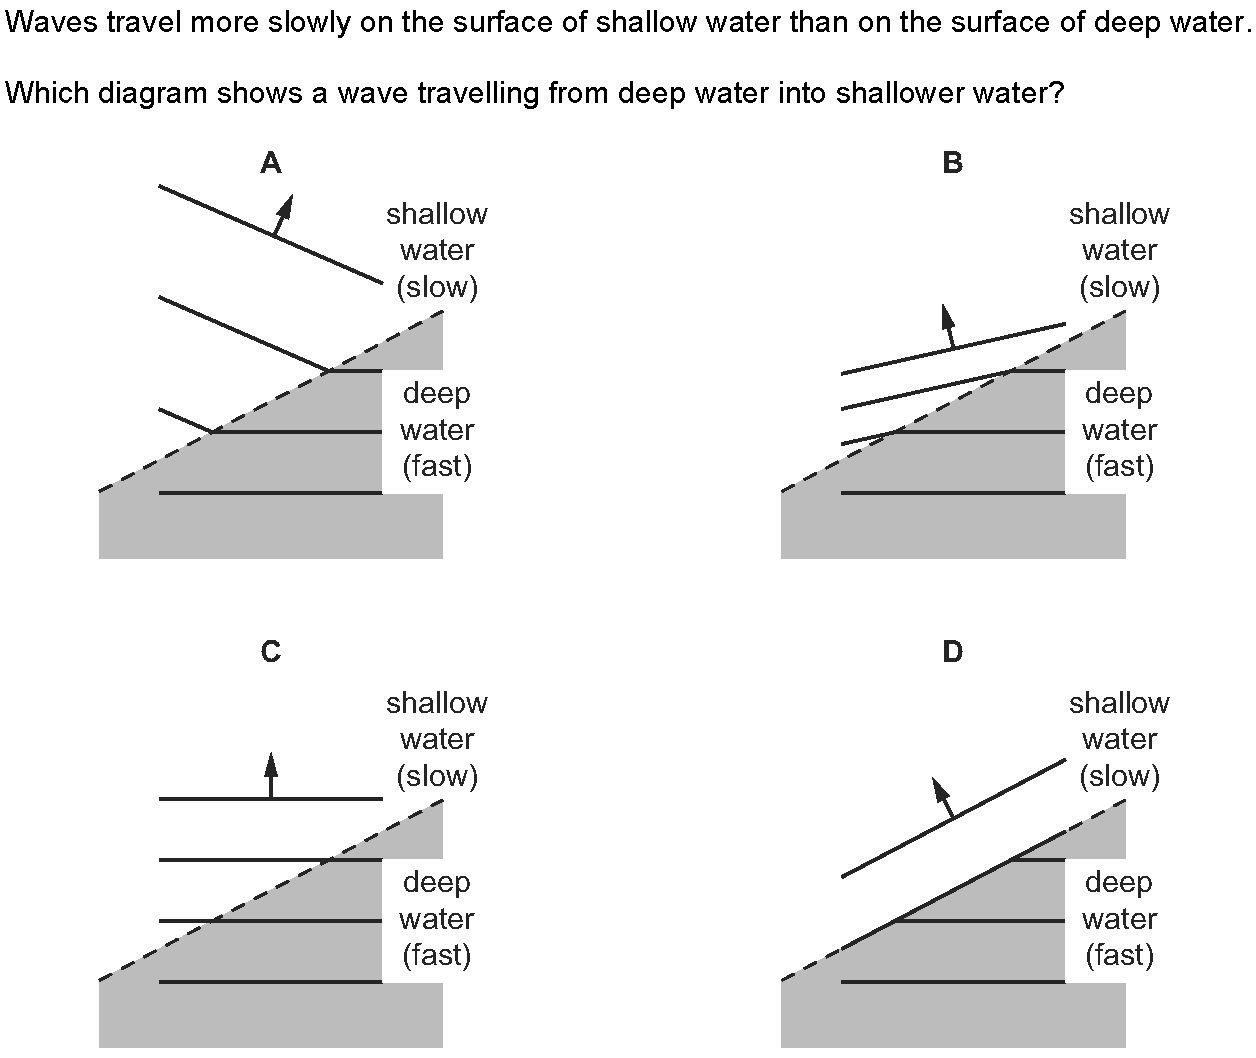 Waves travel more slowly on the surface of shallow water than on the surface of deep water.
Which diagram shows a wave travelling from deep water into shallower water?
A
shallow
water
(slow)
deep
water
(fast)
B
shallow
water
(slow)
deep
water
(fast)
C
shallow
water
(slow)
deep
water
(fast)
D
shallow
water
(slow)
deep
water
(fast)